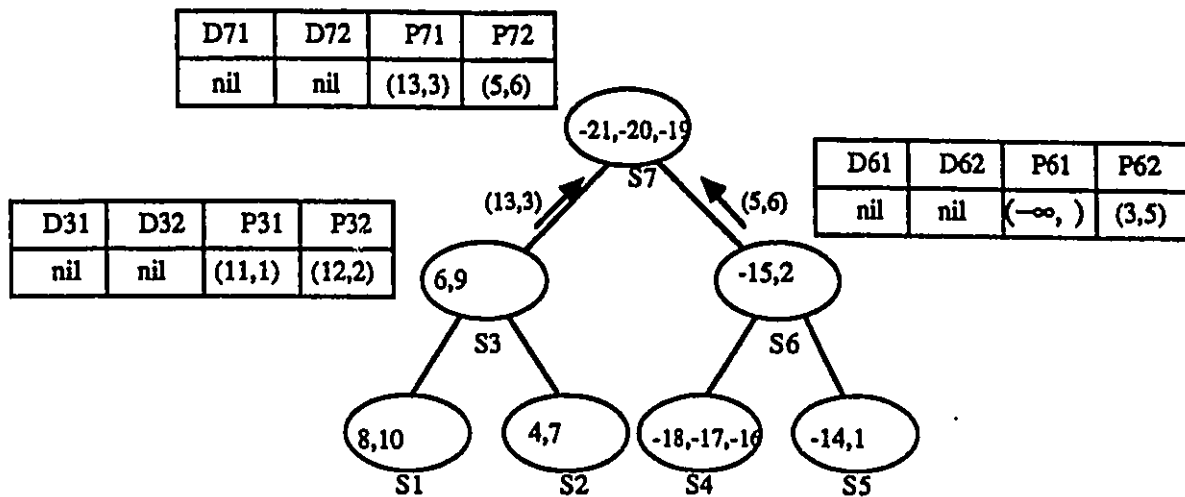 D71 D72 P71 P72
nil nil (13,3) (5,6)
-21,-20,-19
S7
D61 D62 P61 P62
nil nil (−∞, ) (3,5)
(13,3)
(5,6)
D31 D32 P31 P32
nil nil (11,1) (12,2)
6,9
-15,2
S3
S6
8,10
4,7
-18,-17,-16
-14,1
S1
S2
S4
S5